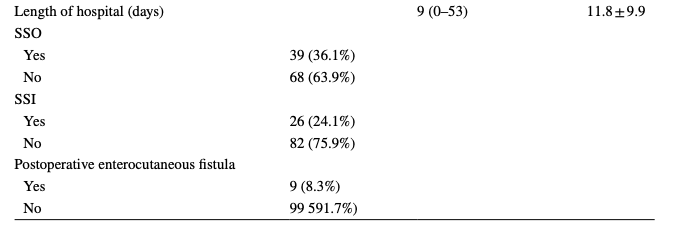 Length of hospital (days) 9 (0–53) 11.8±9.9
SSO
Yes 39 (36.1%)
No 68 (63.9%)
SSI
Yes 26 (24.1%)
No 82 (75.9%)
Postoperative enterocutaneous fistula
Yes 9 (8.3%)
No 99 591.7%)